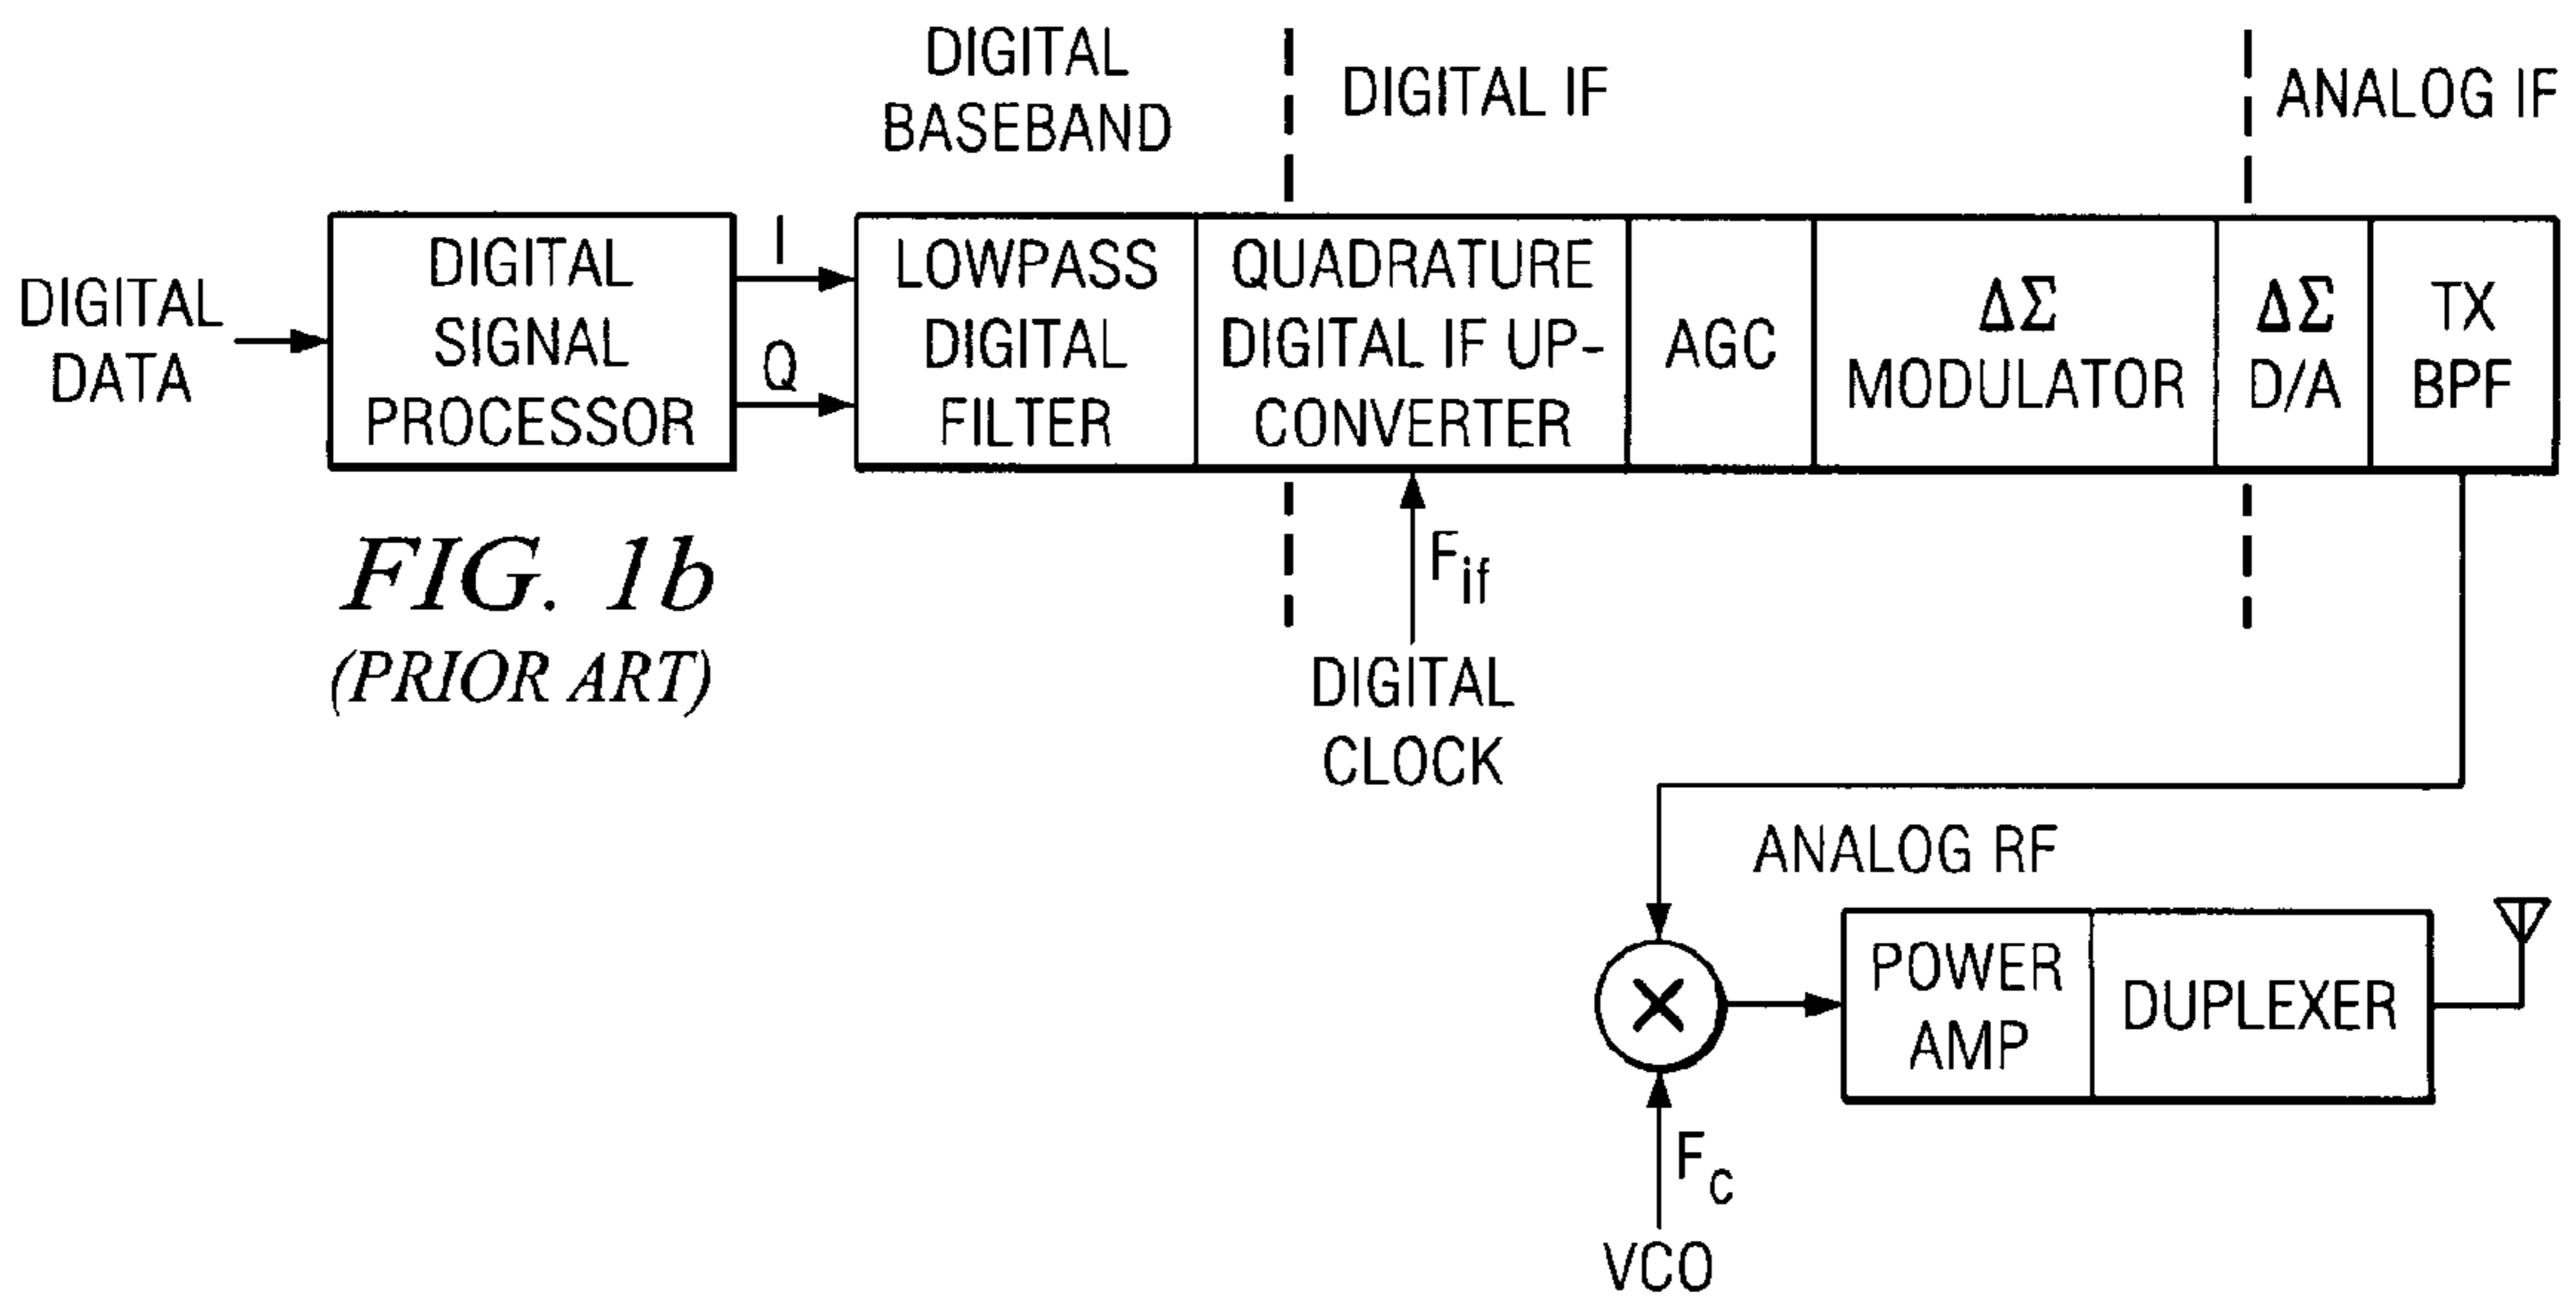 DIGITAL
BASEBAND
DIGITAL IF
ANALOG IF
DIGITAL
DATA
DIGITAL
SIGNAL
PROCESSOR
I
Q
LOWPASS
DIGITAL
FILTER
QUADRATURE
DIGITAL IF UP-
CONVERTER
AGC
ΔΣ
MODULATOR
ΔΣ
D/A
TX
BPF
FIG. 1b
(PRIOR ART)
Fif
DIGITAL
CLOCK
ANALOG RF
POWER
AMP
DUPLEXER
Fc
VCO